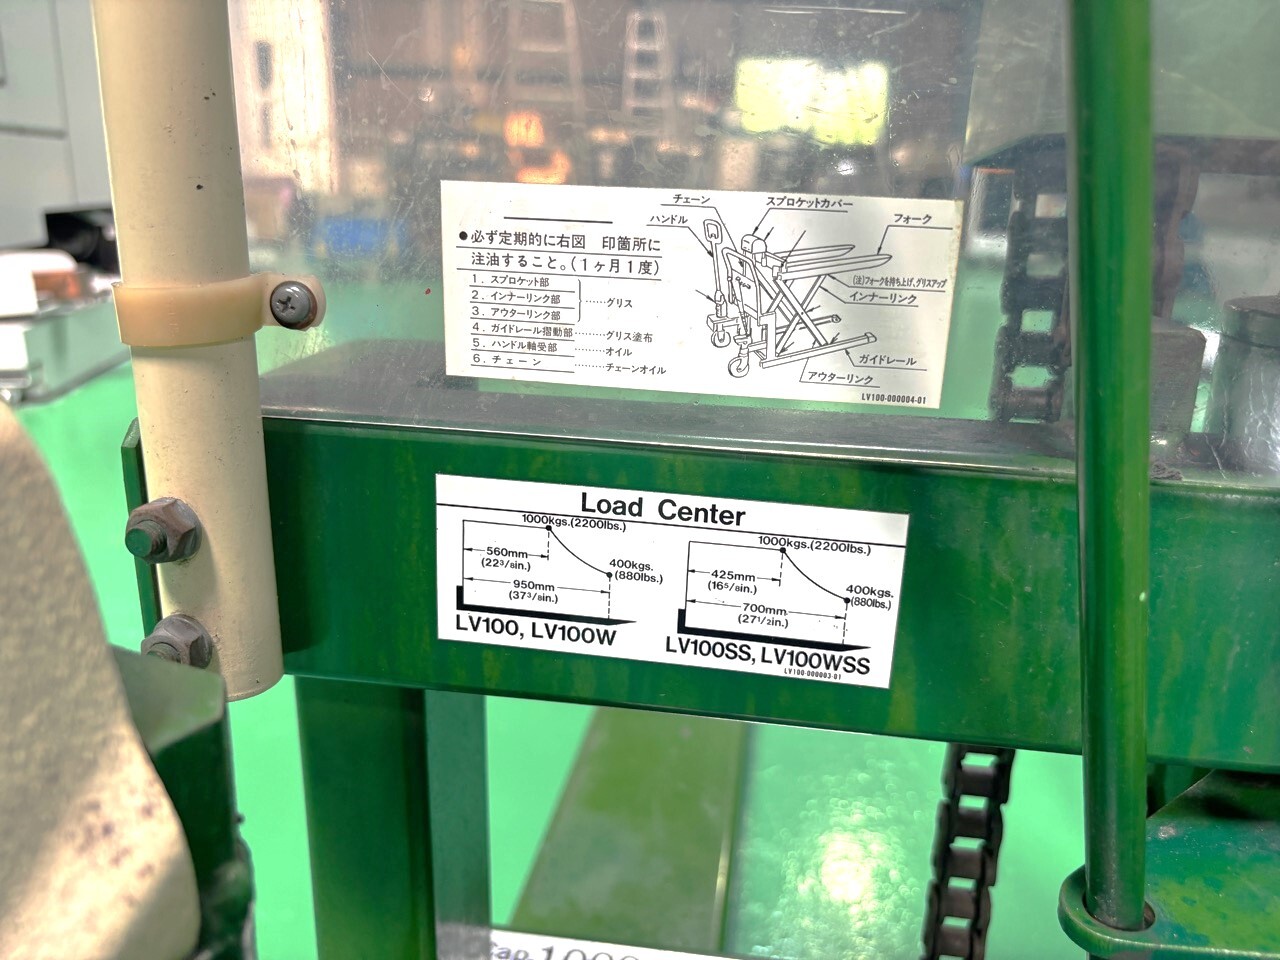 チェーン
スプロケットカバー
ハンドル
フォーク
●必ず定期的に右図 印箇所に
注油すること。(1ヶ月1度)
1. スプロケット部
2. インナーリンク部 ……グリス
3. アウターリンク部
4. ガイドレール摺動部………グリス塗布
5. ハンドル軸受部………オイル
6. チェーン………チェーンオイル
(注)フォークを持ち上げ、グリスアップ
インナーリンク
ガイドレール
アウターリンク
LV100-000004-01
Load Center
1000kgs.(2200lbs.)
560mm
(22³/₈in.)
400kgs.
(880lbs.)
950mm
(37³/₈in.)
LV100, LV100W
1000kgs.(2200lbs.)
425mm
(16⁵/₈in.)
400kgs.
(880lbs.)
700mm
(27¹/₂in.)
LV100SS, LV100WSS
LV100-000003-01